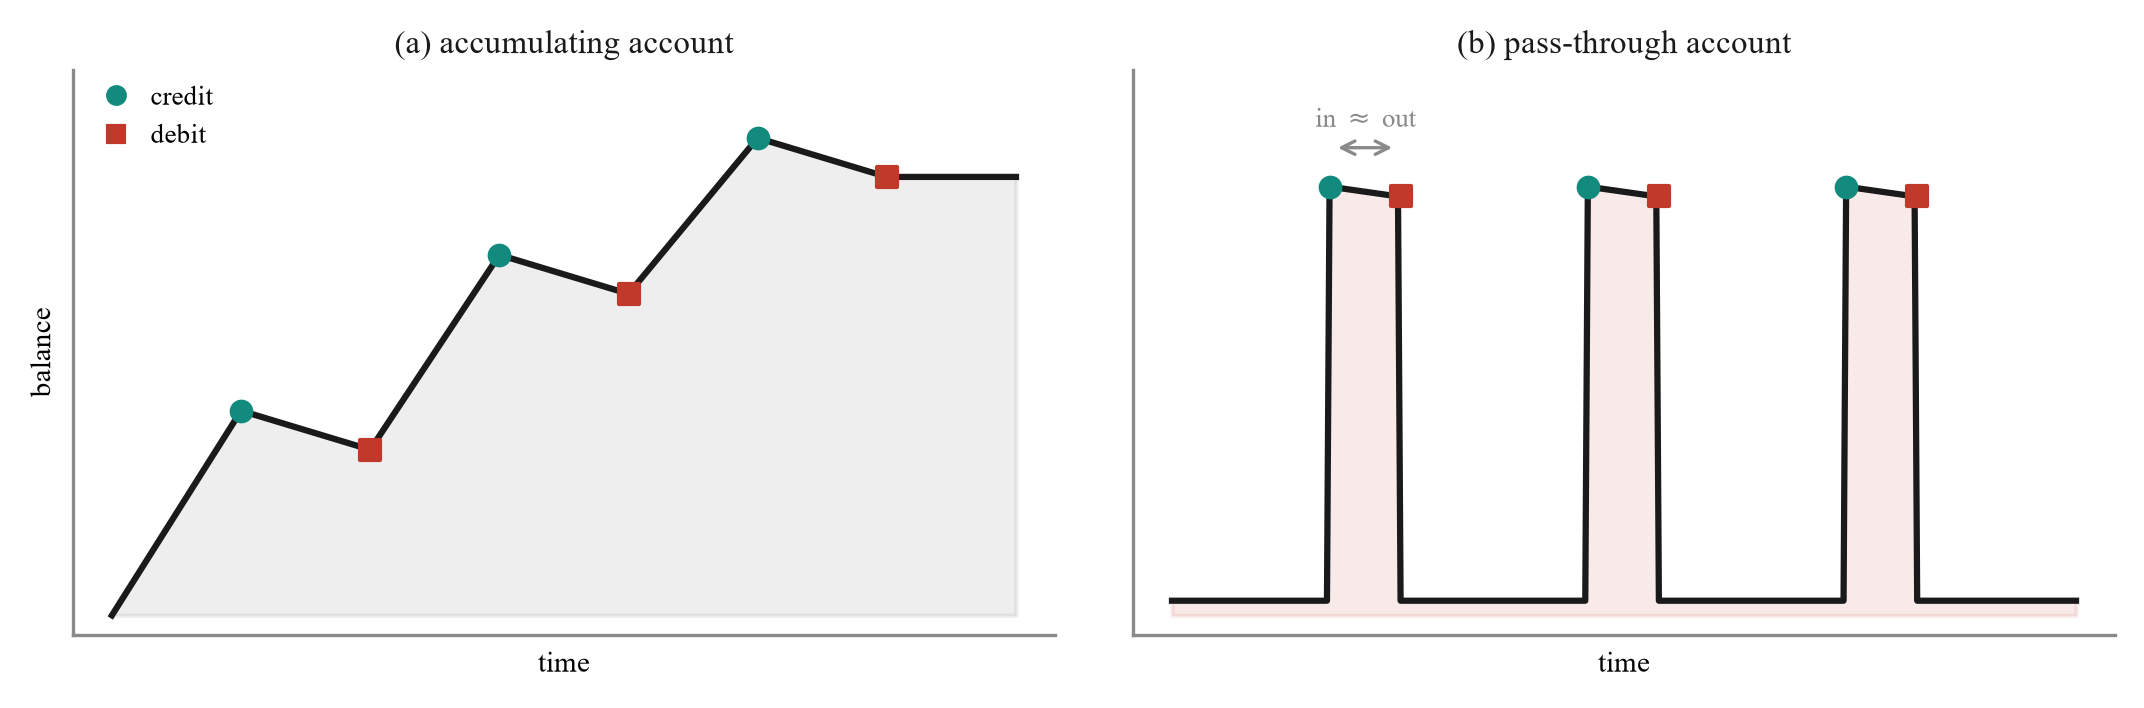 (a) accumulating account
credit
debit
balance
time
(b) pass-through account
in ≈ out
time